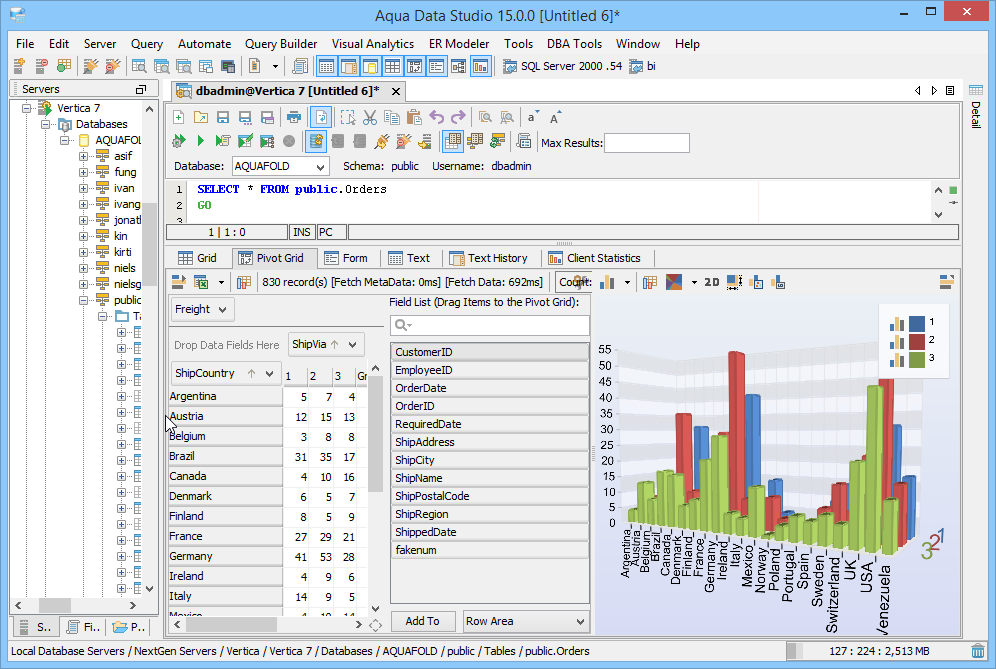 Aqua Data Studio 15.0.0 [Untitled 6]*
File Edit Server Query Automate Query Builder Visual Analytics ER Modeler Tools DBA Tools Window Help
SQL Server 2000 .54 bi
Servers
Vertica 7
Databases
AQUAFOL
asif
fung
ivan
ivang
jonat
kin
kirti
niels
nielsg
public
Ta
S.. Fi.. P..
dbadmin@Vertica 7 [Untitled 6]*
Detail
Max Results:
Database: AQUAFOLD Schema: public Username: dbadmin
1 SELECT * FROM public.Orders
2 GO
3
1 | 1 : 0 INS PC
Grid Pivot Grid Form Text Text History Client Statistics
830 record(s) [Fetch MetaData: 0ms] [Fetch Data: 692ms] Count: 2D
Freight
Drop Data Fields Here ShipVia
ShipCountry 1 2 3 Gr
Argentina 5 7 4
Austria 12 15 13
Belgium 3 8 8
Brazil 31 35 17
Canada 4 10 16
Denmark 6 5 7
Finland 8 5 9
France 27 29 21
Germany 41 53 28
Ireland 4 9 6
Italy 14 9 5
Field List (Drag Items to the Pivot Grid):
CustomerID
EmployeeID
OrderDate
OrderID
RequiredDate
ShipAddress
ShipCity
ShipName
ShipPostalCode
ShipRegion
ShippedDate
fakenum
Add To Row Area
1
2
3
55
50
45
40
35
30
25
20
15
10
5
0
Argentina
Austria
Belgium
Brazil
Canada
Denmark
Finland
France
Germany
Ireland
Italy
Mexico
Norway
Poland
Portugal
Spain
Sweden
Switzerland
UK
USA
Venezuela
3 2 1
Local Database Servers / NextGen Servers / Vertica / Vertica 7 / Databases / AQUAFOLD / public / Tables / public.Orders
127 : 224 : 2,513 MB